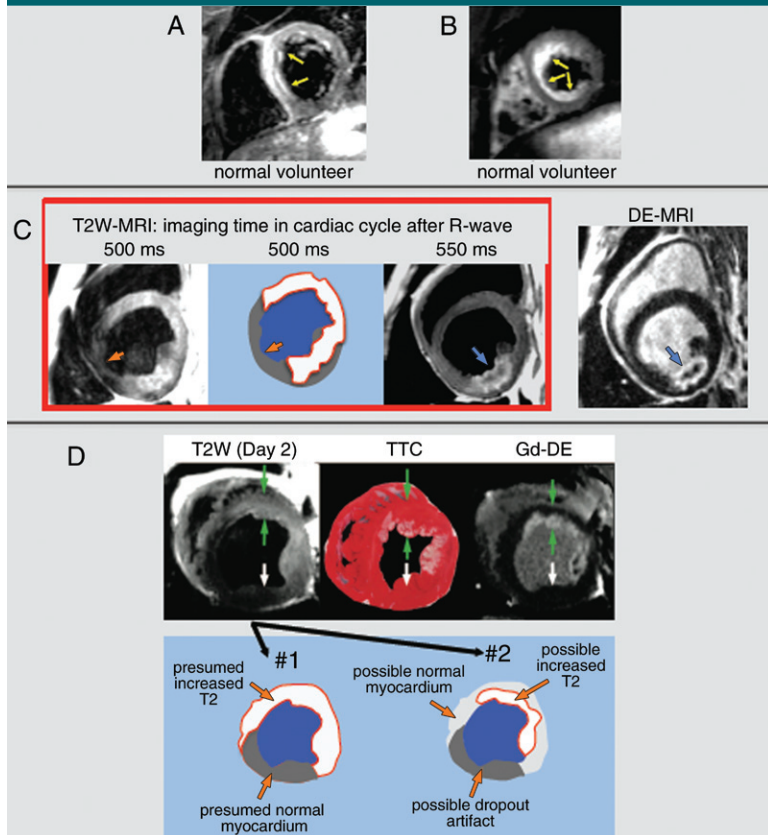 A
B
normal volunteer
normal volunteer
C
T2W-MRI: imaging time in cardiac cycle after R-wave
500 ms
500 ms
550 ms
DE-MRI
D
T2W (Day 2)
TTC
Gd-DE
#1
#2
presumed
increased
T2
possible normal
myocardium
possible
increased
T2
presumed normal
myocardium
possible dropout
artifact